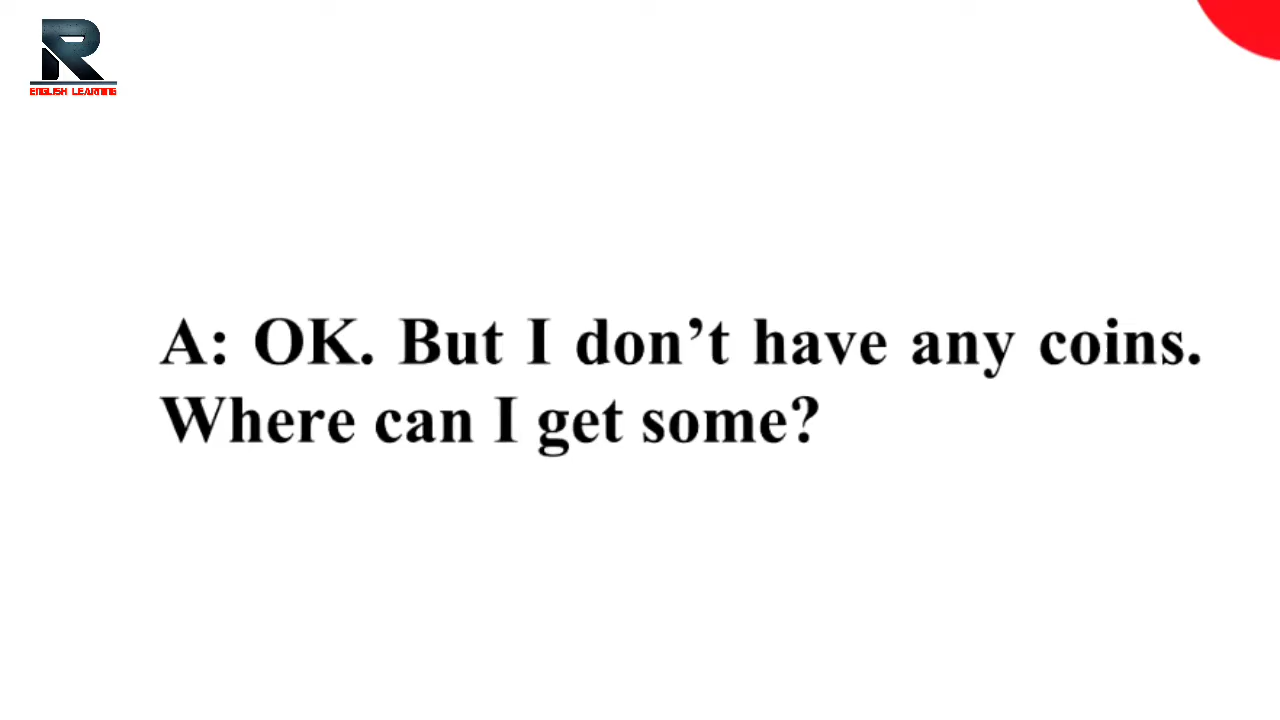 R
ENGLISH LEARNING
A: OK. But I don’t have any coins.
Where can I get some?